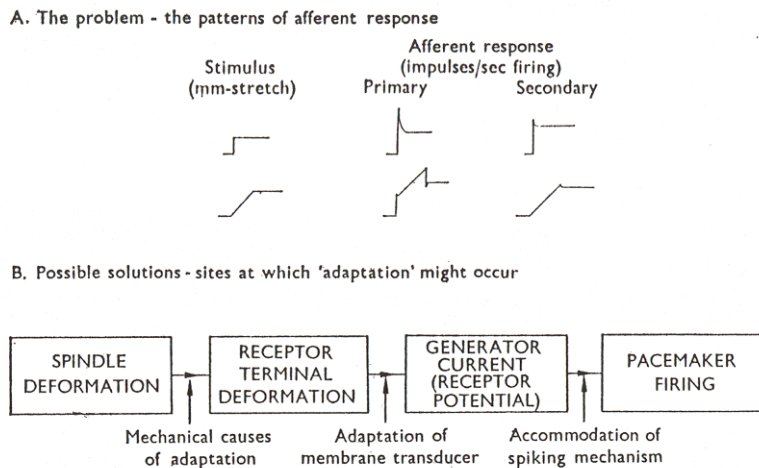 A. The problem - the patterns of afferent response
Afferent response
(impulses/sec firing)
Stimulus
(mm-stretch)
Primary
Secondary
B. Possible solutions - sites at which 'adaptation' might occur
SPINDLE
DEFORMATION
RECEPTOR
TERMINAL
DEFORMATION
GENERATOR
CURRENT
(RECEPTOR
POTENTIAL)
PACEMAKER
FIRING
Mechanical causes
of adaptation
Adaptation of
membrane transducer
Accommodation of
spiking mechanism